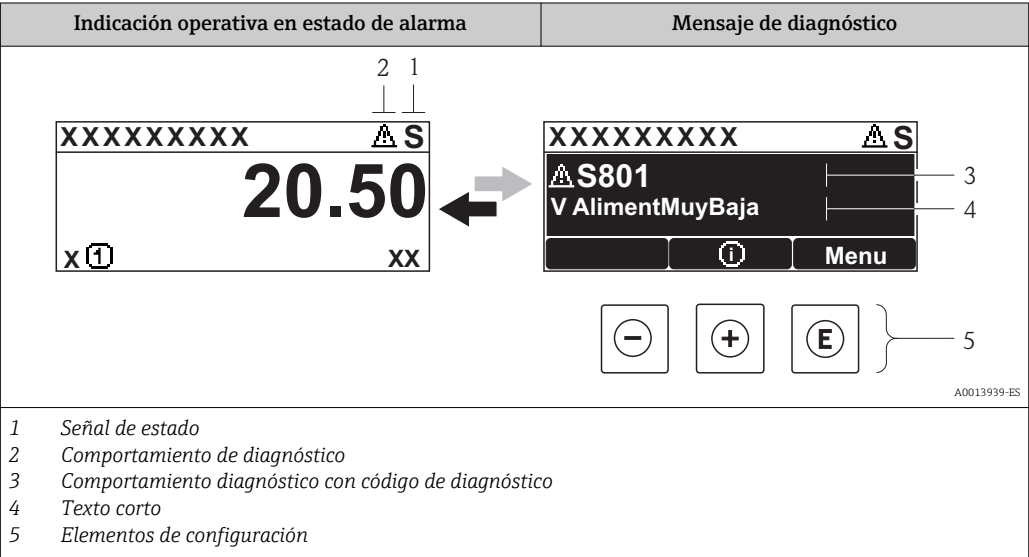 Indicación operativa en estado de alarma
Mensaje de diagnóstico
2 1
XXXXXXXXX S
20.50
X 1 XX
XXXXXXXXX S
S801
V AlimentMuyBaja
i Menu
3
4
− + E
5
A0013939-ES
1 Señal de estado
2 Comportamiento de diagnóstico
3 Comportamiento diagnóstico con código de diagnóstico
4 Texto corto
5 Elementos de configuración